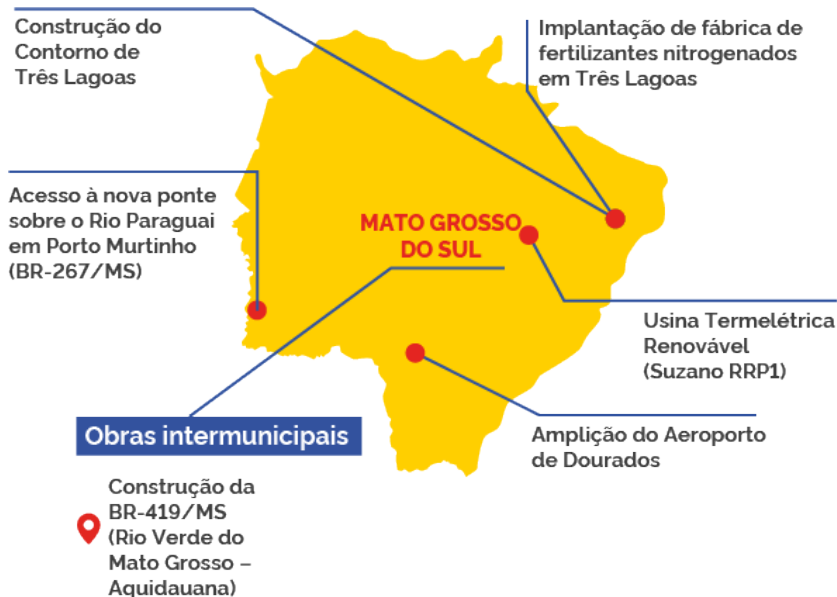 Construção do
Contorno de
Três Lagoas
Implantação de fábrica de
fertilizantes nitrogenados
em Três Lagoas
Acesso à nova ponte
sobre o Rio Paraguai
em Porto Murtinho
(BR-267/MS)
MATO GROSSO
DO SUL
Usina Termelétrica
Renovável
(Suzano RRP1)
Amplição do Aeroporto
de Dourados
Obras intermunicipais
Construção da
BR-419/MS
(Rio Verde do
Mato Grosso –
Aquidauana)